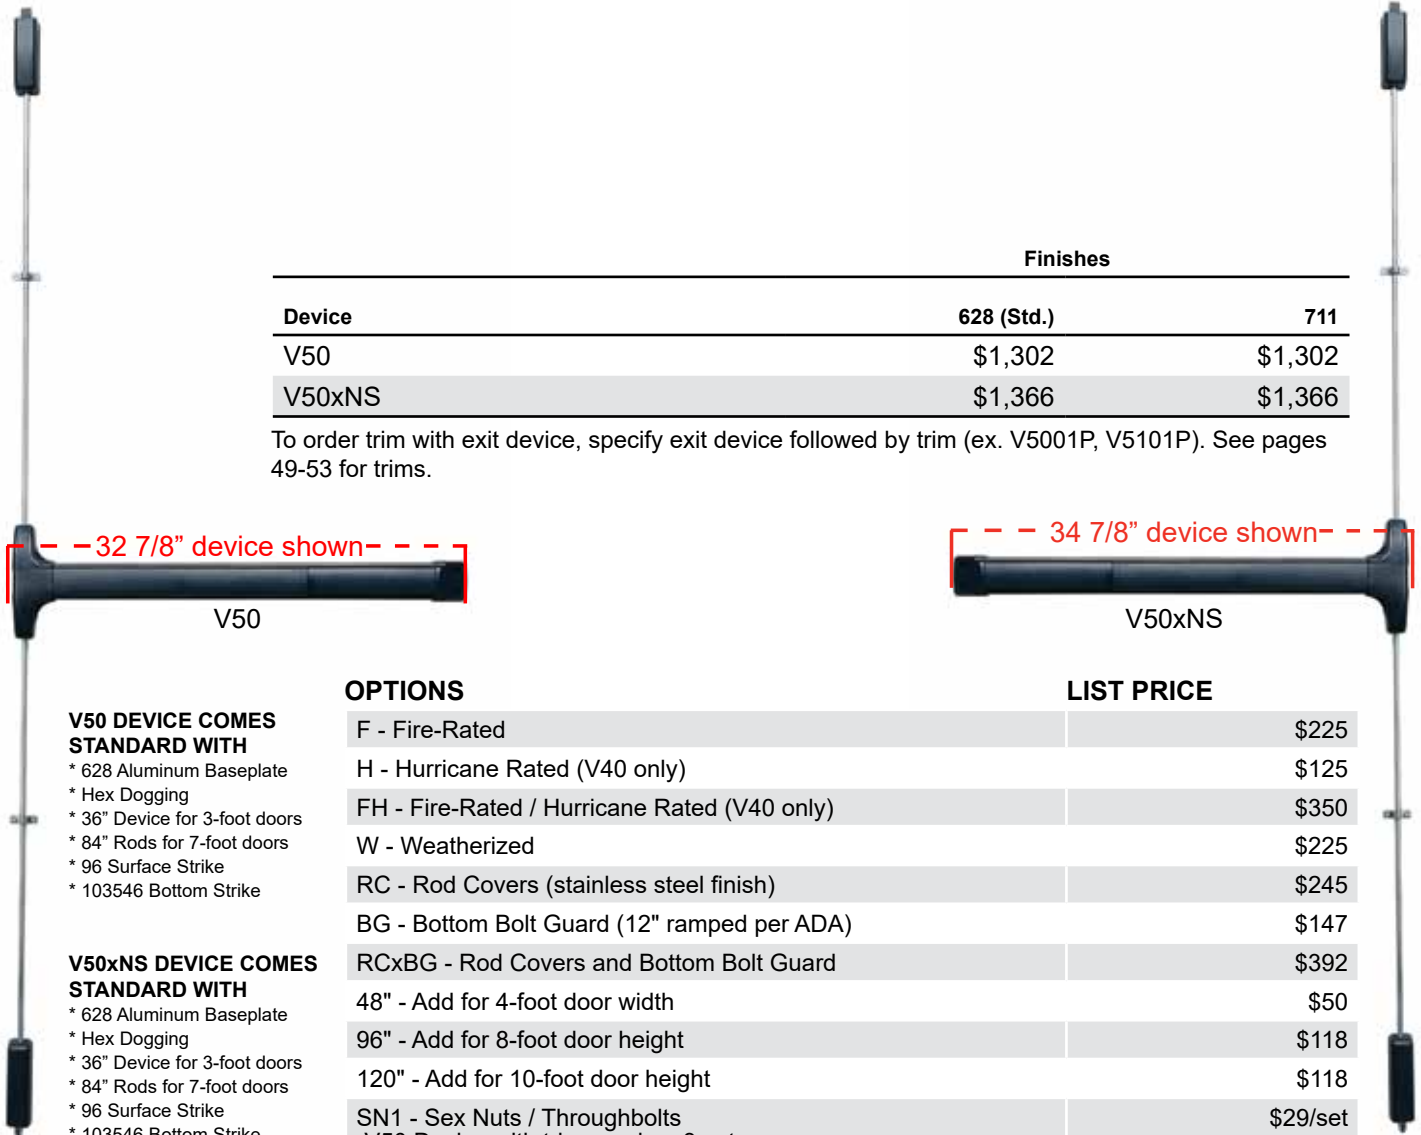 Finishes
Device 628 (Std.) 711
V50 $1,302 $1,302
V50xNS $1,366 $1,366
To order trim with exit device, specify exit device followed by trim (ex. V5001P, V5101P). See pages
49-53 for trims.
32 7/8” device shown
34 7/8” device shown
V50
V50xNS
V50 DEVICE COMES
STANDARD WITH
* 628 Aluminum Baseplate
* Hex Dogging
* 36” Device for 3-foot doors
* 84” Rods for 7-foot doors
* 96 Surface Strike
* 103546 Bottom Strike
V50xNS DEVICE COMES
STANDARD WITH
* 628 Aluminum Baseplate
* Hex Dogging
* 36” Device for 3-foot doors
* 84” Rods for 7-foot doors
* 96 Surface Strike
* 103546 Bottom Strike
OPTIONS LIST PRICE
F - Fire-Rated $225
H - Hurricane Rated (V40 only) $125
FH - Fire-Rated / Hurricane Rated (V40 only) $350
W - Weatherized $225
RC - Rod Covers (stainless steel finish) $245
BG - Bottom Bolt Guard (12" ramped per ADA) $147
RCxBG - Rod Covers and Bottom Bolt Guard $392
48" - Add for 4-foot door width $50
96" - Add for 8-foot door height $118
120" - Add for 10-foot door height $118
SN1 - Sex Nuts / Throughbolts $29/set